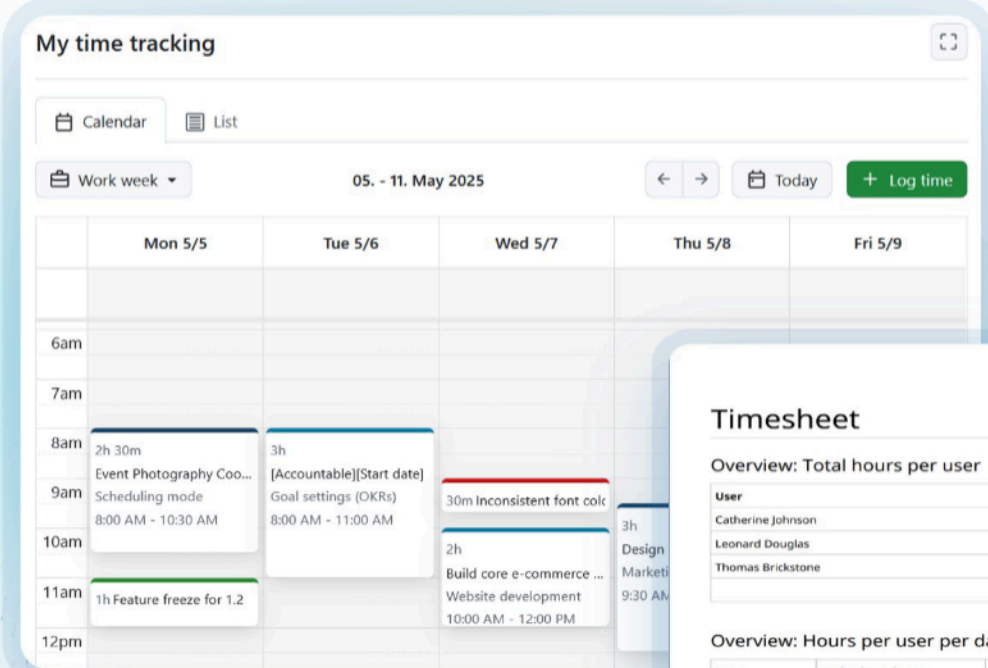 My time tracking
Calendar
List
Work week
05. - 11. May 2025
Today
+ Log time
Mon 5/5
Tue 5/6
Wed 5/7
Thu 5/8
Fri 5/9
6am
7am
8am
9am
10am
11am
12pm
2h 30m
Event Photography Coo...
Scheduling mode
8:00 AM - 10:30 AM
1h Feature freeze for 1.2
3h
[Accountable][Start date]
Goal settings (OKRs)
8:00 AM - 11:00 AM
30m Inconsistent font colo
2h
Build core e-commerce ...
Website development
10:00 AM - 12:00 PM
3h
Design
Marketi
9:30 AM
Timesheet
Overview: Total hours per user
User
Catherine Johnson
Leonard Douglas
Thomas Brickstone
Overview: Hours per user per da